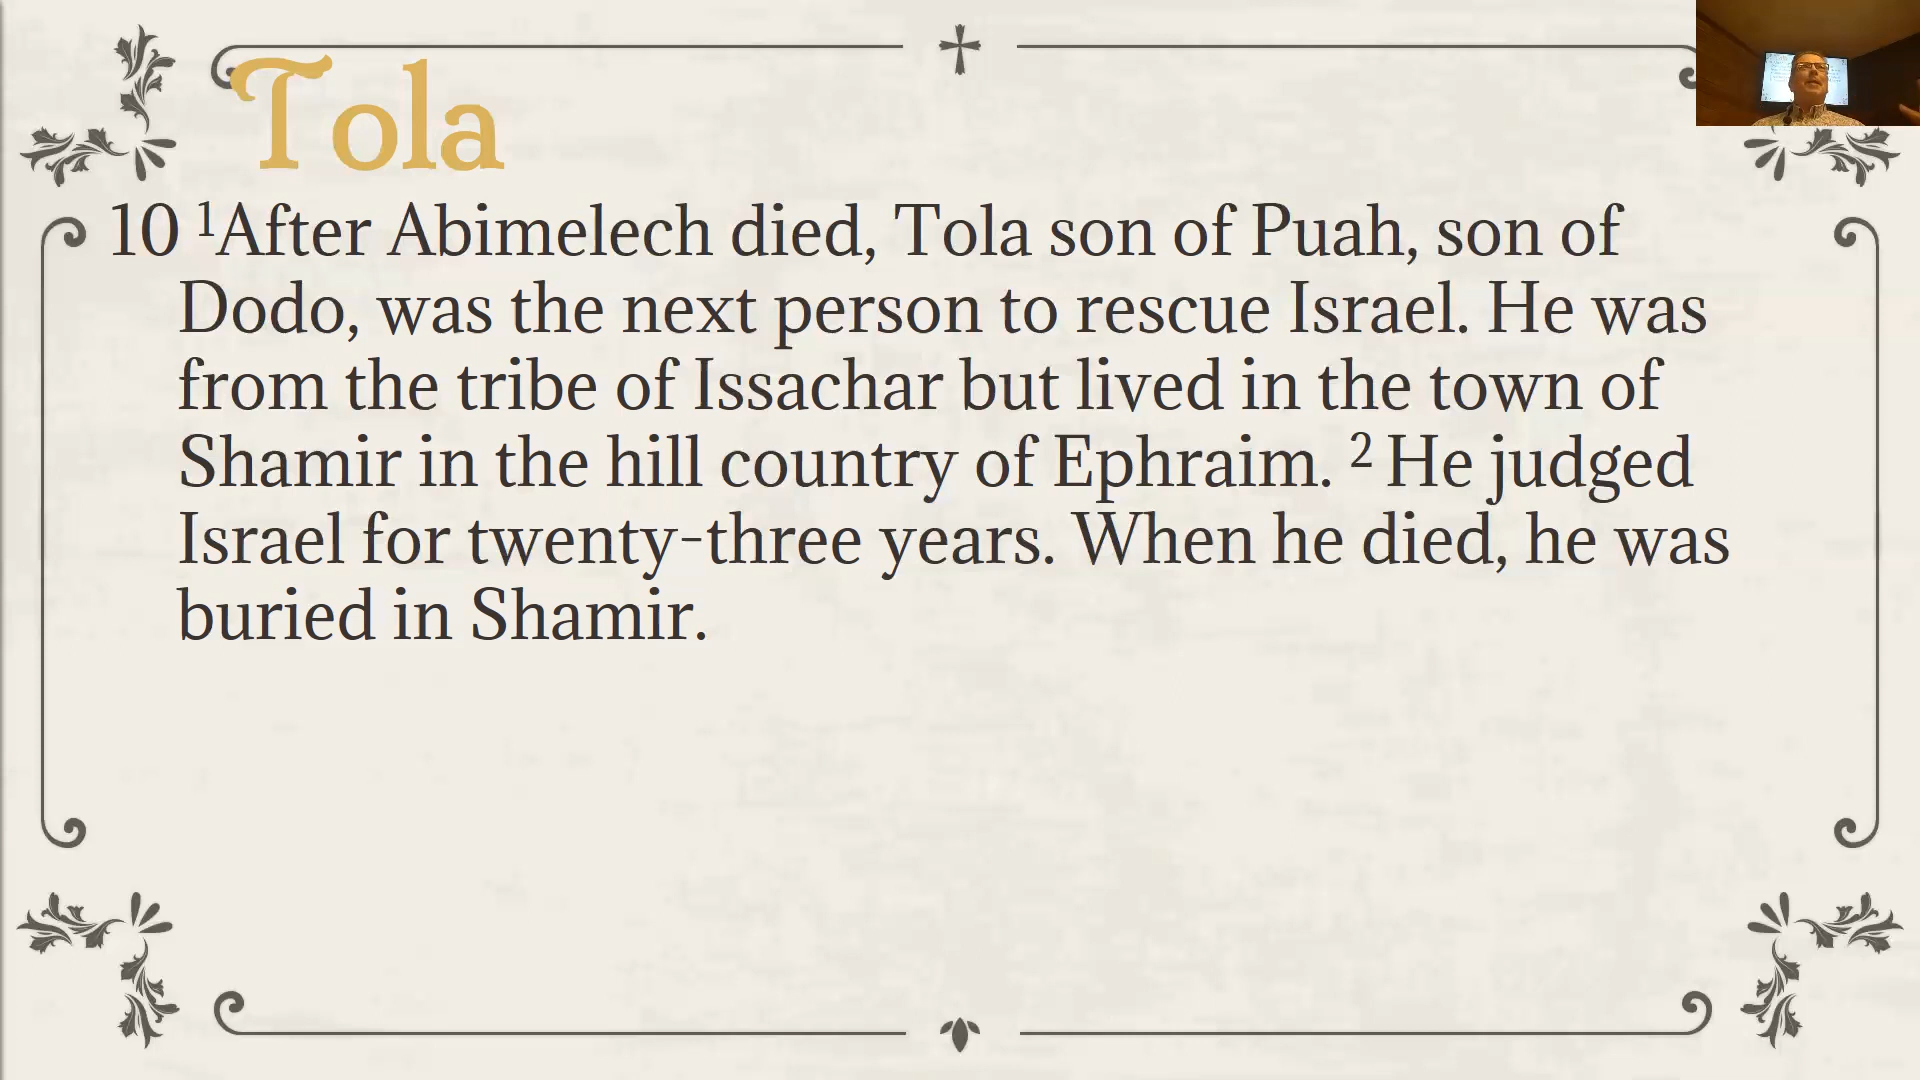 Tola
10 ¹After Abimelech died, Tola son of Puah, son of
Dodo, was the next person to rescue Israel. He was
from the tribe of Issachar but lived in the town of
Shamir in the hill country of Ephraim. ² He judged
Israel for twenty-three years. When he died, he was
buried in Shamir.